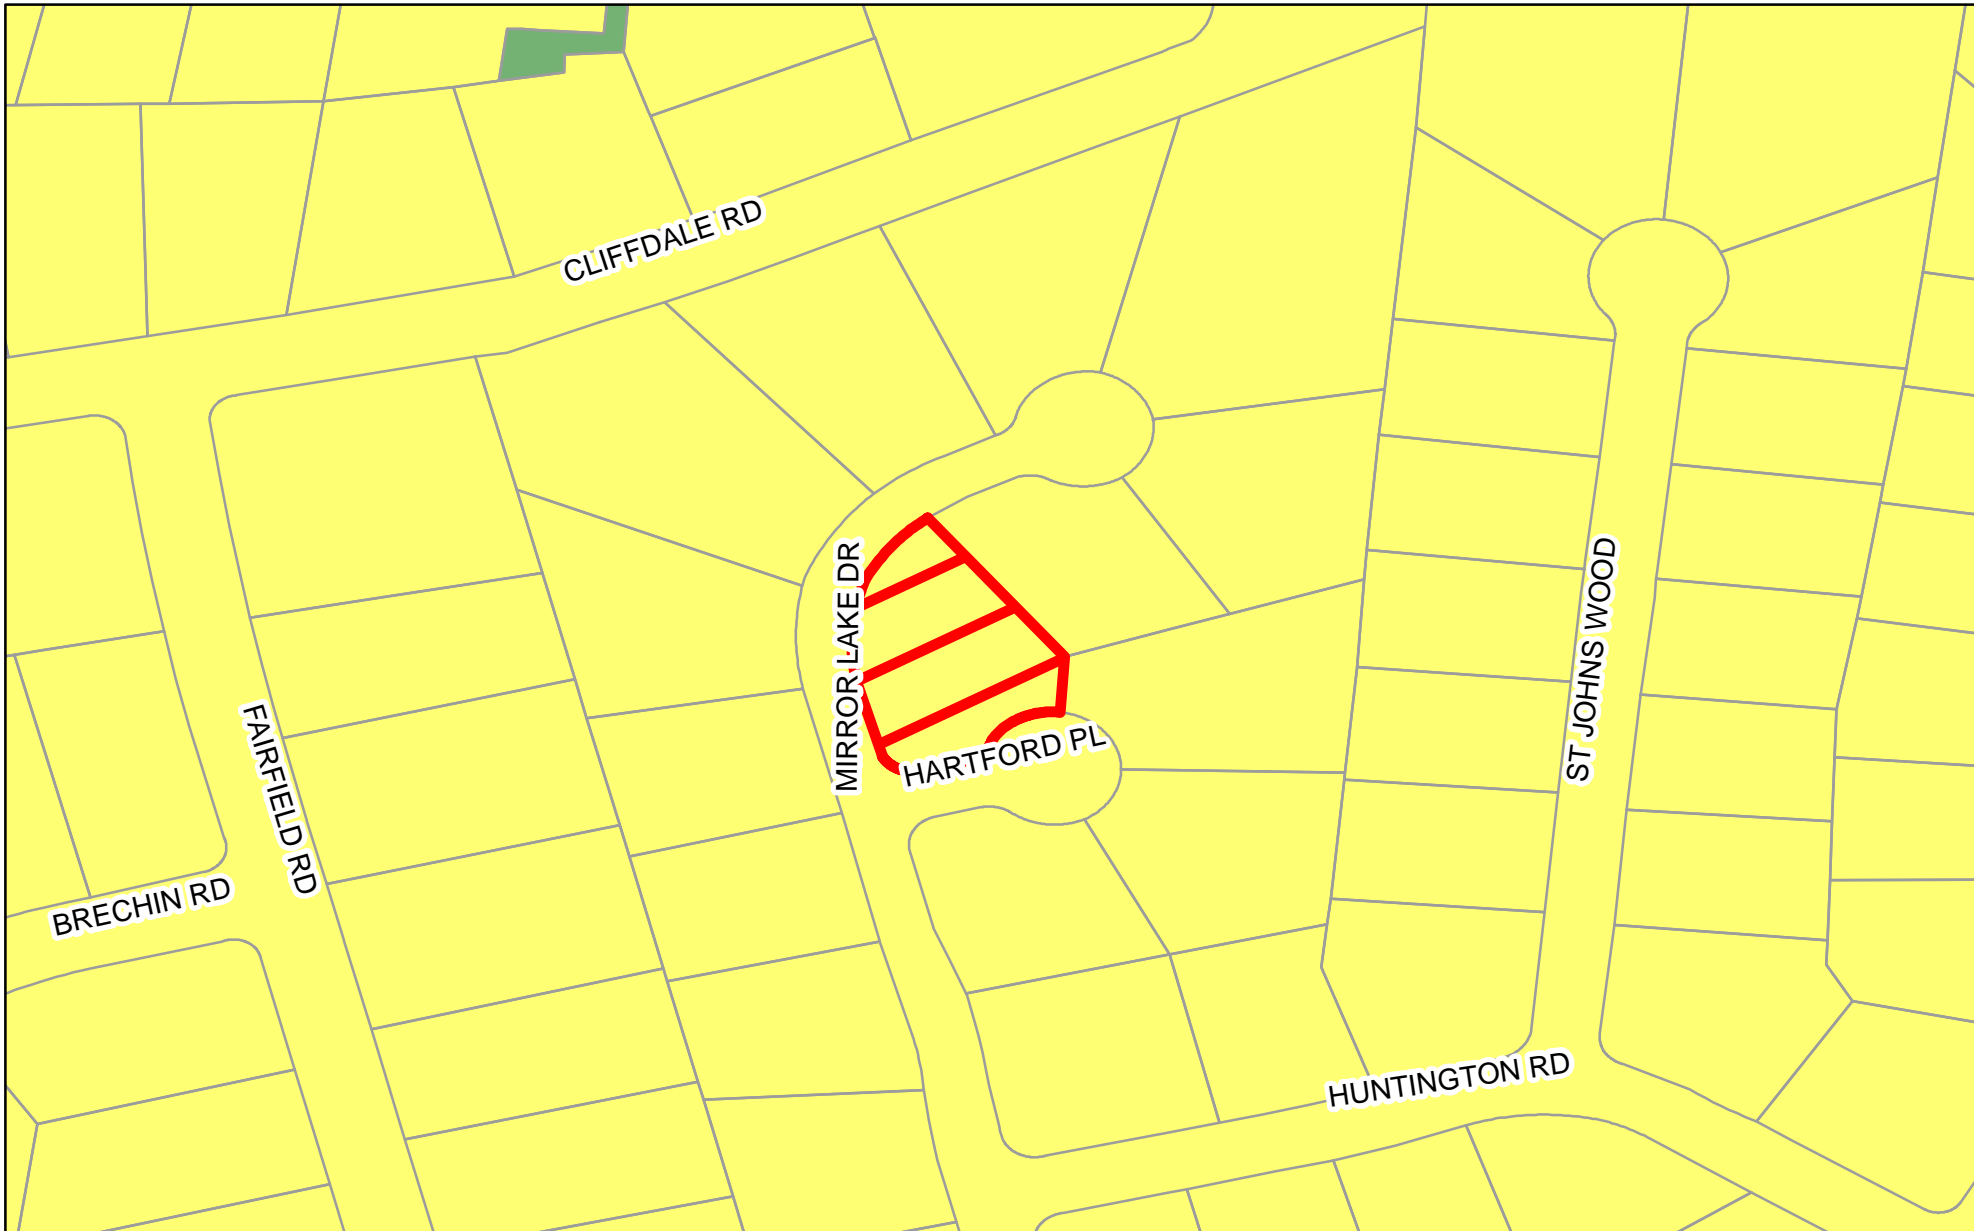 CLIFFDALE RD
MIRROR LAKE DR
ST JOHNS WOOD
FAIRFIELD RD
HARTFORD PL
BRECHIN RD
HUNTINGTON RD